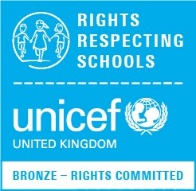 RIGHTS
RESPECTING
SCHOOLS
unicef
UNITED KINGDOM
BRONZE – RIGHTS COMMITTED